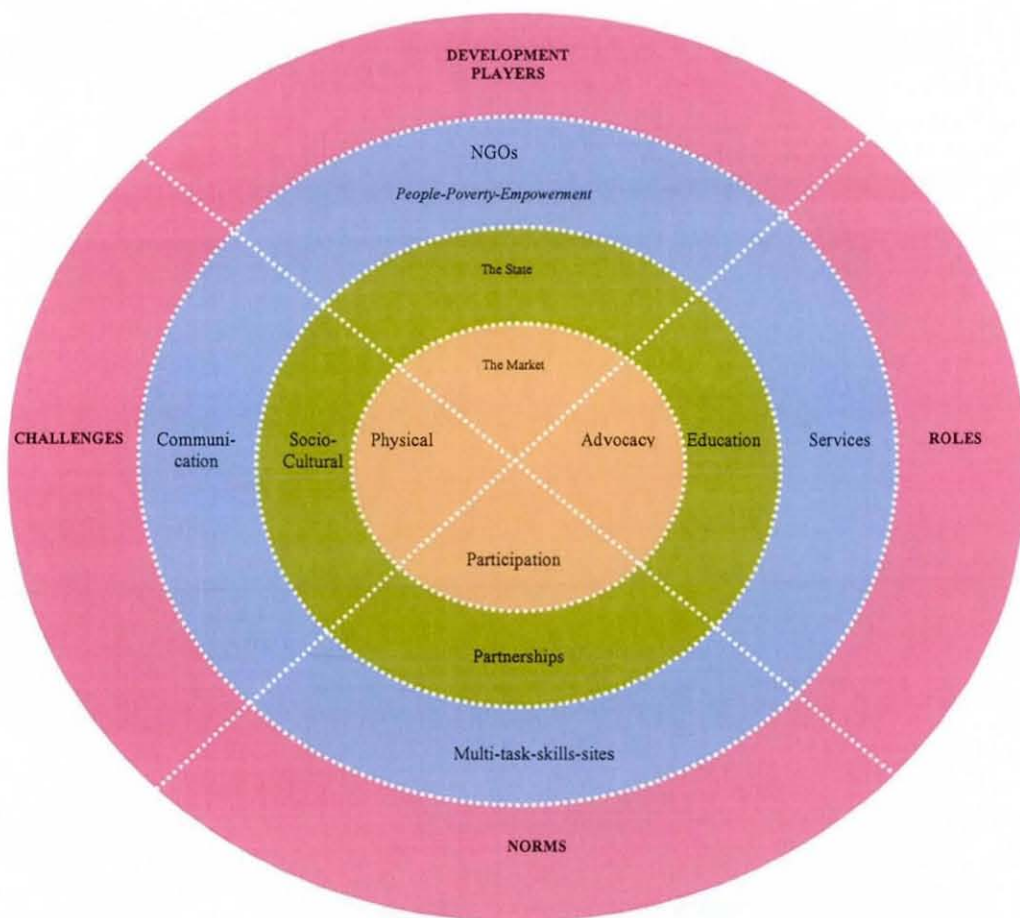 DEVELOPMENT
PLAYERS
NGOs
People-Poverty-Empowerment
The State
The Market
CHALLENGES
Communi-
cation
Socio-
Cultural
Physical
Advocacy
Education
Services
ROLES
Participation
Partnerships
Multi-task-skills-sites
NORMS